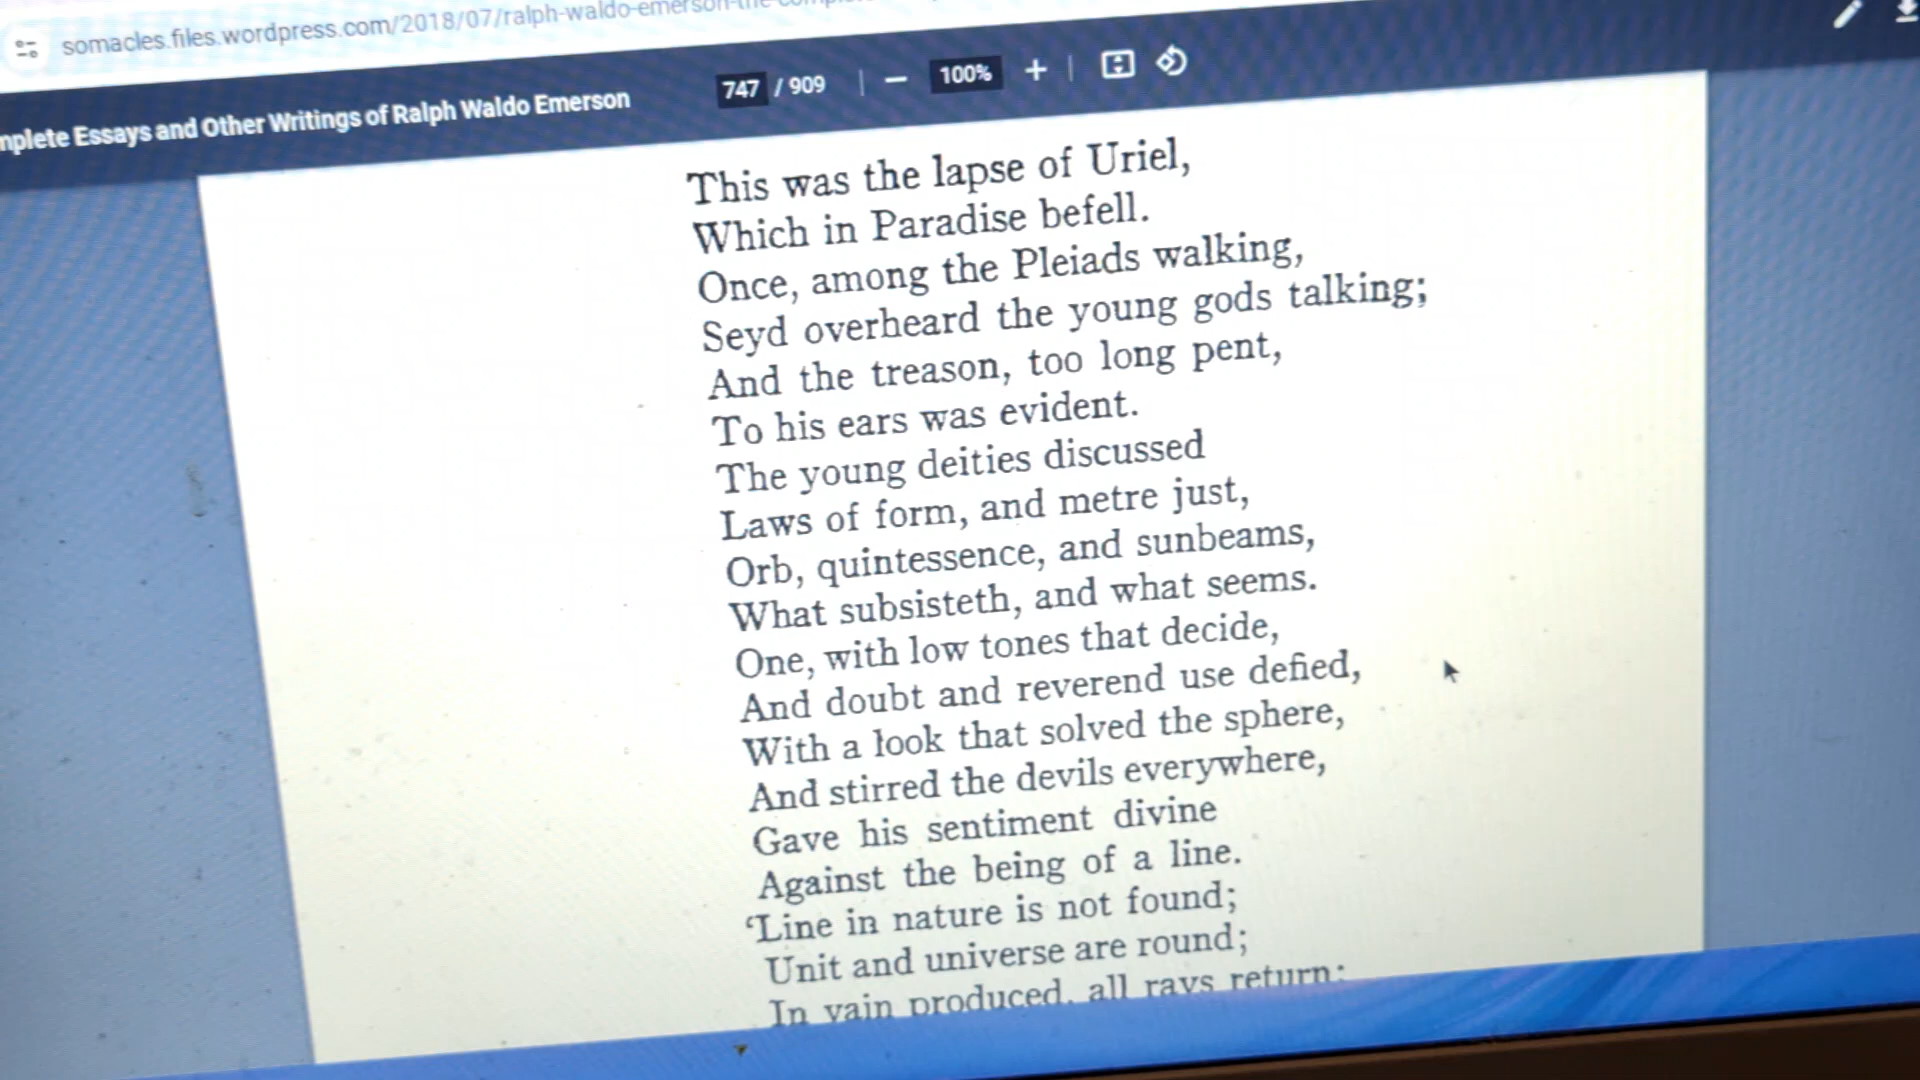 somacles.files.wordpress.com/2018/07/ralph-waldo-emerson-the-comple
mplete Essays and Other Writings of Ralph Waldo Emerson
747 / 909
100%
This was the lapse of Uriel,
Which in Paradise befell.
Once, among the Pleiads walking,
Seyd overheard the young gods talking;
And the treason, too long pent,
To his ears was evident.
The young deities discussed
Laws of form, and metre just,
Orb, quintessence, and sunbeams,
What subsisteth, and what seems.
One, with low tones that decide,
And doubt and reverend use defied,
With a look that solved the sphere,
And stirred the devils everywhere,
Gave his sentiment divine
Against the being of a line.
‘Line in nature is not found;
Unit and universe are round;
In vain produced, all rays return;